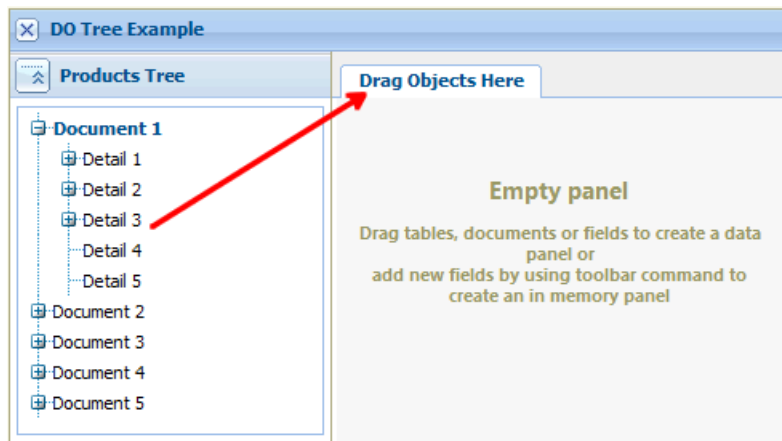 DO Tree Example
Products Tree
Drag Objects Here
Document 1
Detail 1
Detail 2
Detail 3
Detail 4
Detail 5
Document 2
Document 3
Document 4
Document 5
Empty panel
Drag tables, documents or fields to create a data
panel or
add new fields by using toolbar command to
create an in memory panel